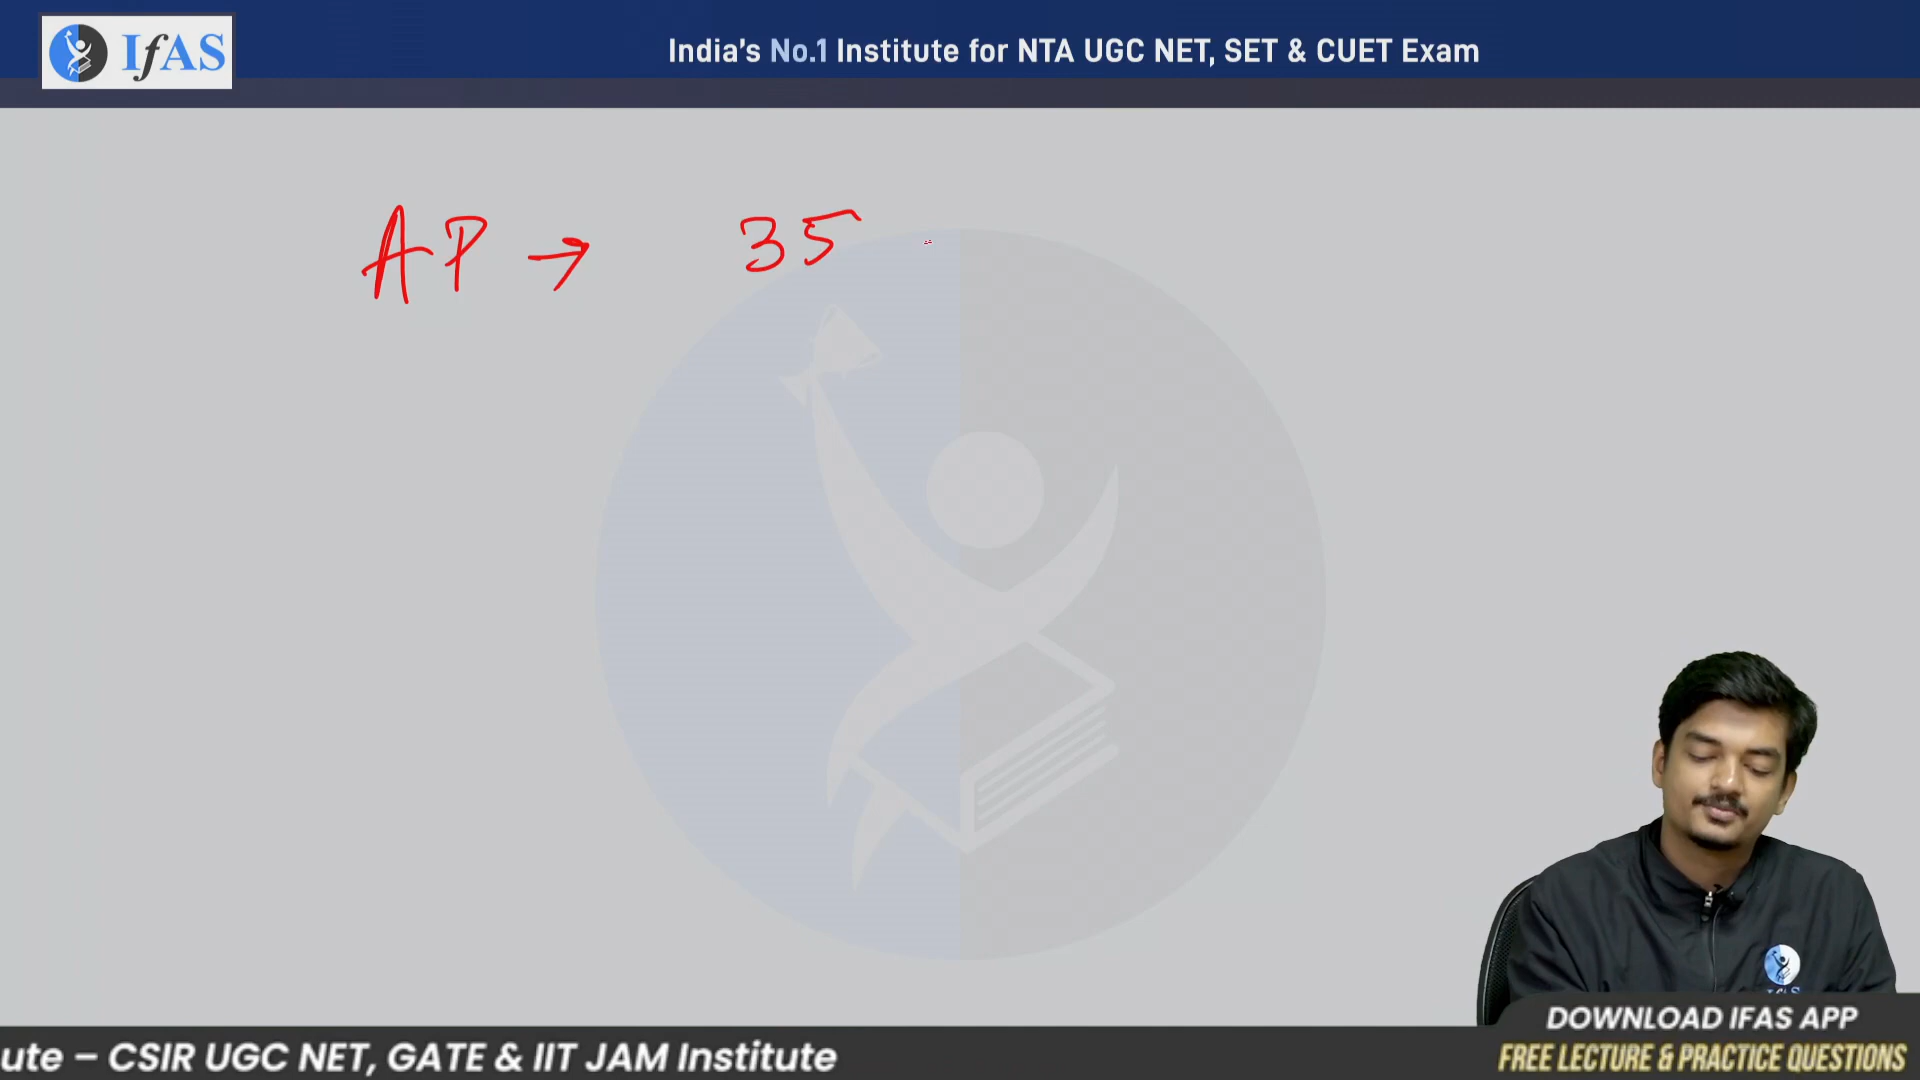 IfAS
India's No.1 Institute for NTA UGC NET, SET & CUET Exam
AP → 35
DOWNLOAD IFAS APP
ute – CSIR UGC NET, GATE & IIT JAM Institute
FREE LECTURE & PRACTICE QUESTIONS